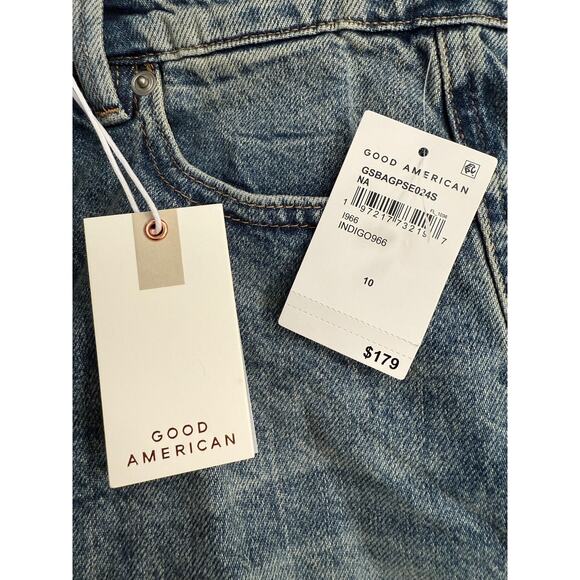 GOOD
AMERICAN
GOOD AMERICAN
GSBAGPSE024S
NA
I966
INDIGO966
10
$179